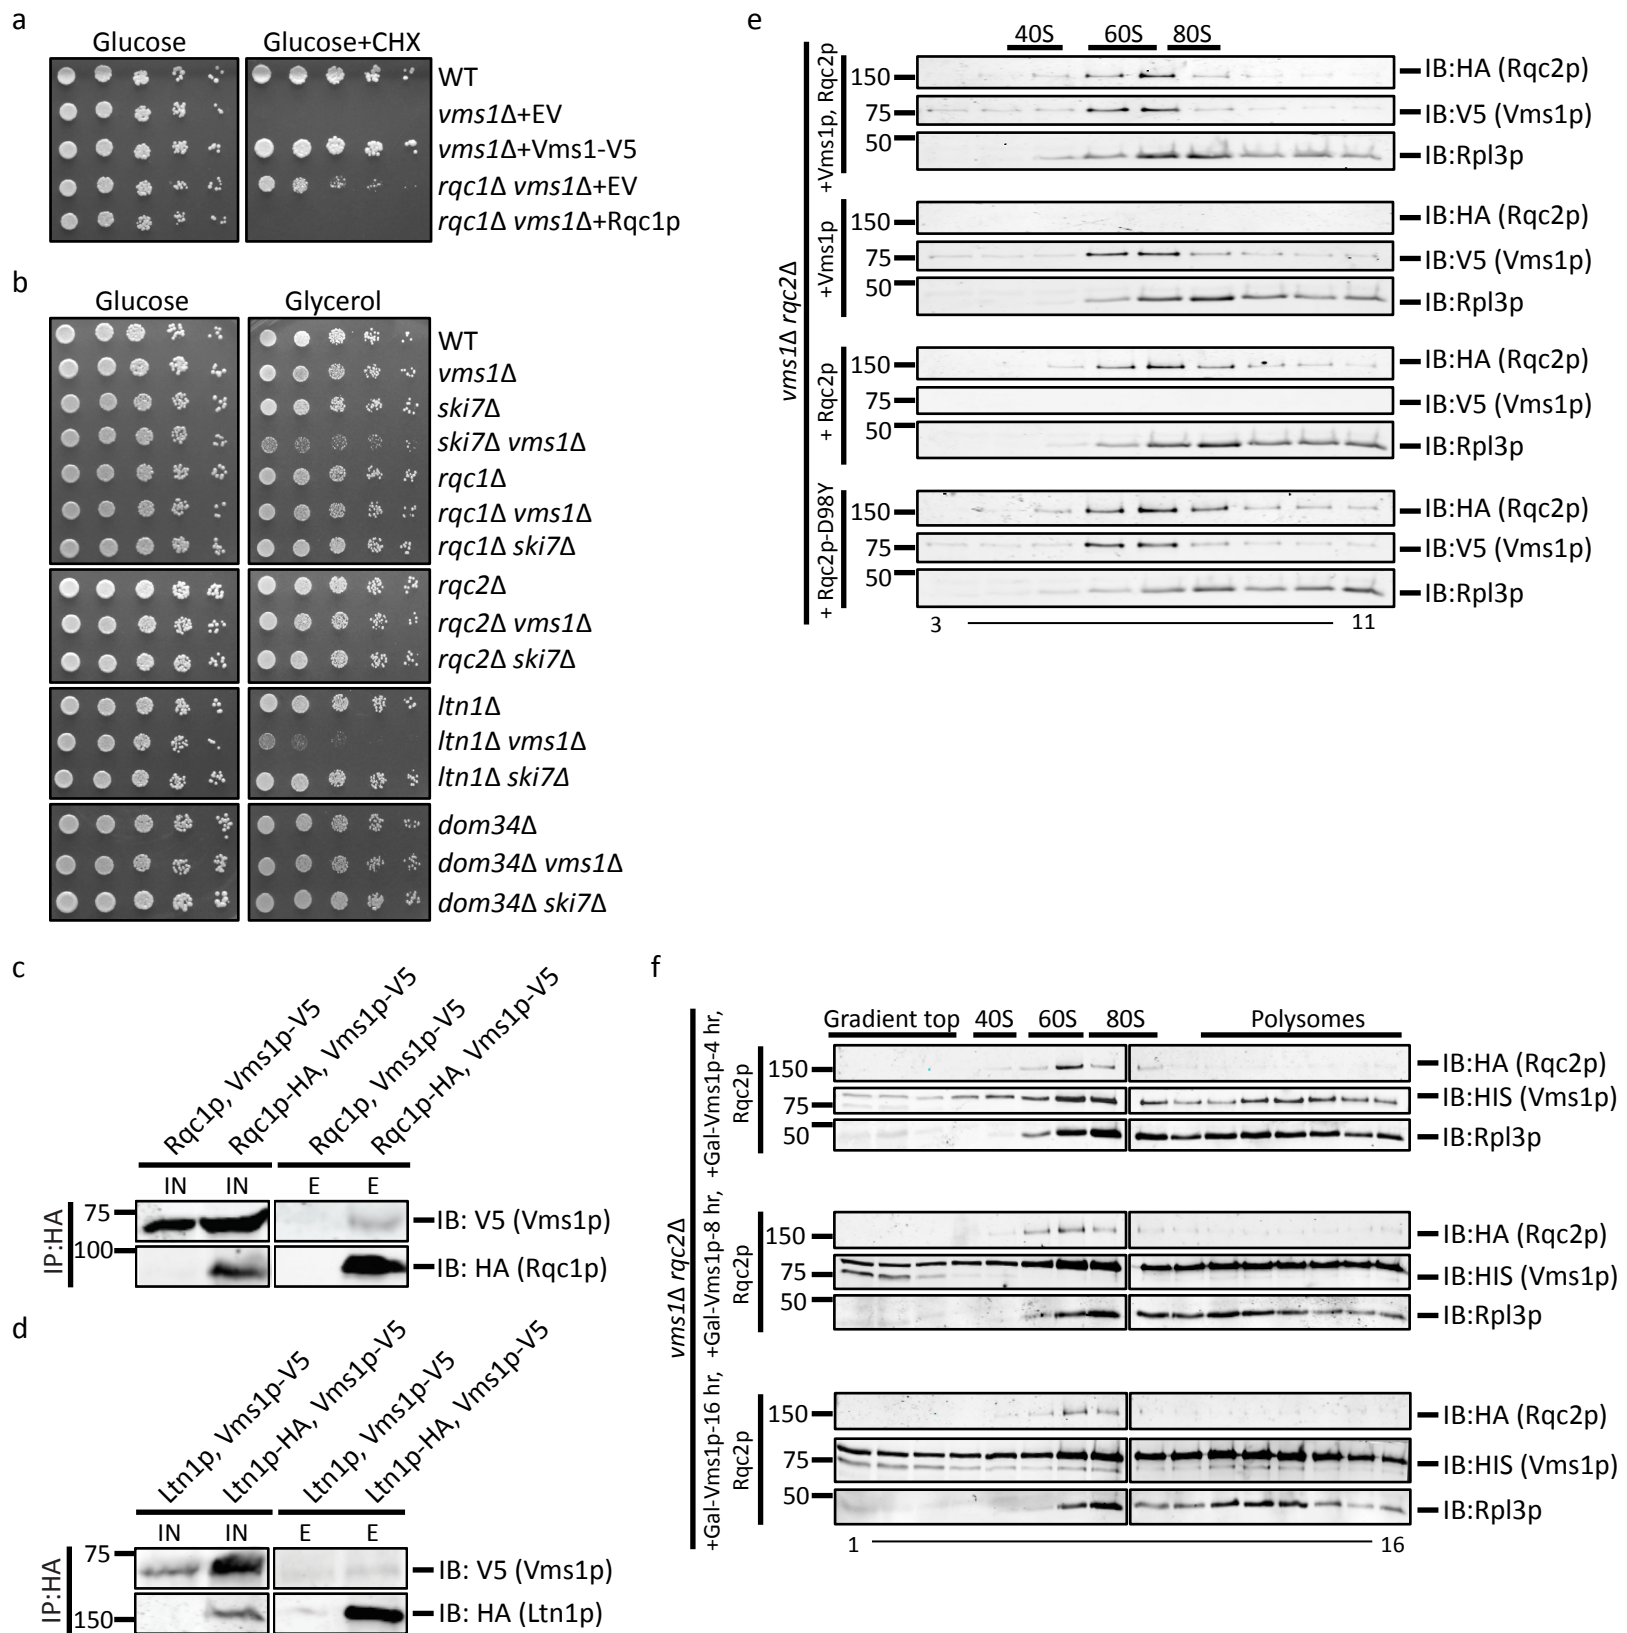 a
Glucose
Glucose+CHX
WT
vms1Δ+EV
vms1Δ+Vms1-V5
rqc1Δ vms1Δ+EV
rqc1Δ vms1Δ+Rqc1p
b
Glucose
Glycerol
WT
vms1Δ
ski7Δ
ski7Δ vms1Δ
rqc1Δ
rqc1Δ vms1Δ
rqc1Δ ski7Δ
rqc2Δ
rqc2Δ vms1Δ
rqc2Δ ski7Δ
ltn1Δ
ltn1Δ vms1Δ
ltn1Δ ski7Δ
dom34Δ
dom34Δ vms1Δ
dom34Δ ski7Δ
c
Rqc1p, Vms1p-V5
Rqc1p-HA, Vms1p-V5
Rqc1p, Vms1p-V5
Rqc1p-HA, Vms1p-V5
IN
IN
E
E
IP:HA
75
IB: V5 (Vms1p)
100
IB: HA (Rqc1p)
d
Ltn1p, Vms1p-V5
Ltn1p-HA, Vms1p-V5
Ltn1p, Vms1p-V5
Ltn1p-HA, Vms1p-V5
IN
IN
E
E
IP:HA
75
IB: V5 (Vms1p)
150
IB: HA (Ltn1p)
e
40S
60S
80S
vms1Δ rqc2Δ
+Vms1p, Rqc2p
150
IB:HA (Rqc2p)
75
IB:V5 (Vms1p)
50
IB:Rpl3p
+Vms1p
150
IB:HA (Rqc2p)
75
IB:V5 (Vms1p)
50
IB:Rpl3p
+ Rqc2p
150
IB:HA (Rqc2p)
75
IB:V5 (Vms1p)
50
IB:Rpl3p
+ Rqc2p-D98Y
150
IB:HA (Rqc2p)
75
IB:V5 (Vms1p)
50
IB:Rpl3p
3
11
f
Gradient top
40S
60S
80S
Polysomes
vms1Δ rqc2Δ
+Gal-Vms1p-4 hr,
Rqc2p
150
IB:HA (Rqc2p)
75
IB:HIS (Vms1p)
50
IB:Rpl3p
+Gal-Vms1p-8 hr,
Rqc2p
150
IB:HA (Rqc2p)
75
IB:HIS (Vms1p)
50
IB:Rpl3p
+Gal-Vms1p-16 hr,
Rqc2p
150
IB:HA (Rqc2p)
75
IB:HIS (Vms1p)
50
IB:Rpl3p
1
16